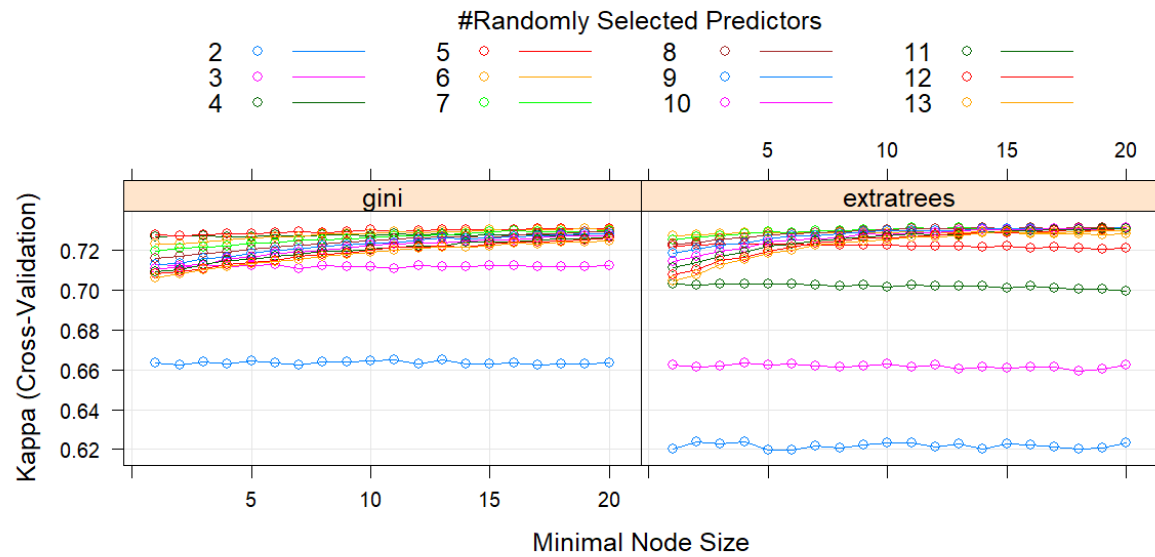 #Randomly Selected Predictors
2 5 8 11
3 6 9 12
4 7 10 13
5 10 15 20
gini extratrees
Kappa (Cross-Validation)
0.72
0.70
0.68
0.66
0.64
0.62
5 10 15 20
Minimal Node Size